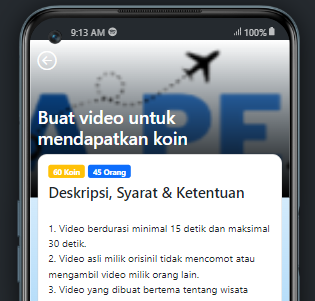 9:13 AM
100%
A PF
Buat video untuk
mendapatkan koin
60 Koin
45 Orang
Deskripsi, Syarat & Ketentuan
1. Video berdurasi minimal 15 detik dan maksimal
30 detik.
2. Video asli milik orisinil tidak mencomot atau
mengambil video milik orang lain.
3. Video yang dibuat bertema tentang wisata